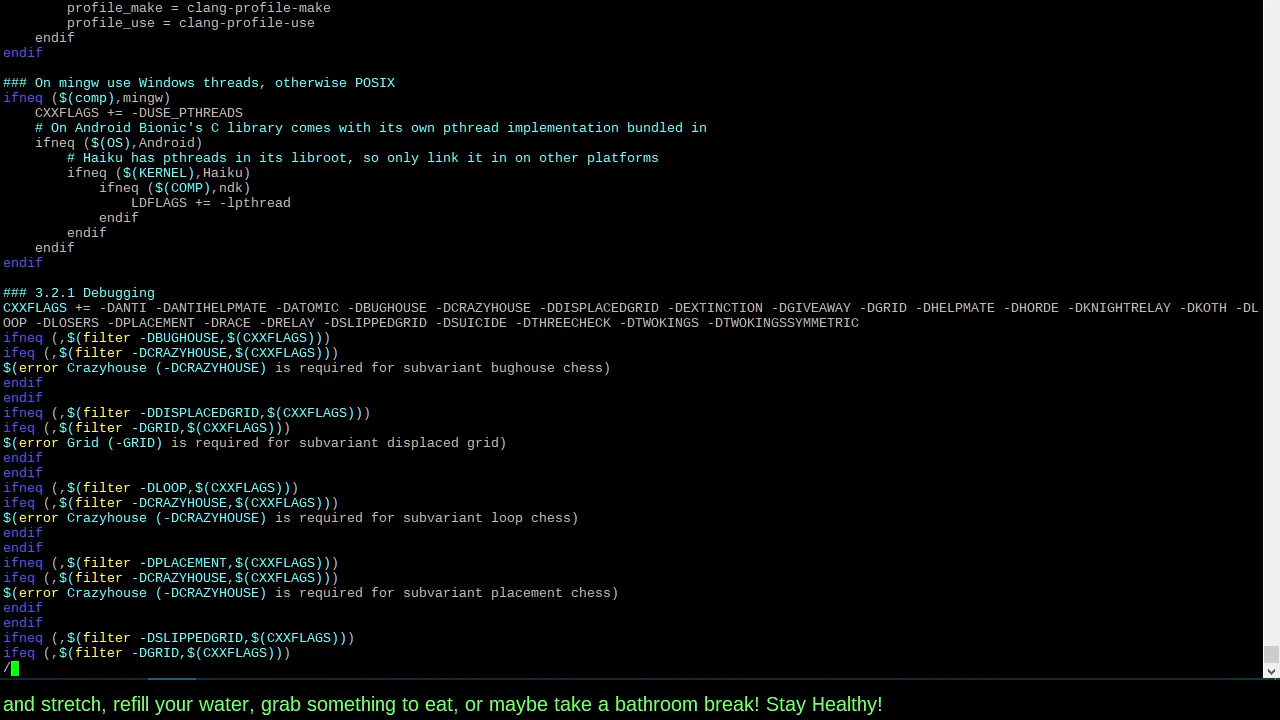 profile_make = clang-profile-make
profile_use = clang-profile-use
endif
endif
### On mingw use Windows threads, otherwise POSIX
ifneq ($(comp),mingw)
CXXFLAGS += -DUSE_PTHREADS
# On Android Bionic's C library comes with its own pthread implementation bundled in
ifneq ($(OS),Android)
# Haiku has pthreads in its libroot, so only link it in on other platforms
ifneq ($(KERNEL),Haiku)
ifneq ($(COMP),ndk)
LDFLAGS += -lpthread
endif
endif
endif
endif
### 3.2.1 Debugging
CXXFLAGS += -DANTI -DANTIHELPMATE -DATOMIC -DBUGHOUSE -DCRAZYHOUSE -DDISPLACEDGRID -DEXTINCTION -DGIVEAWAY -DGRID -DHELPMATE -DHORDE -DKNIGHTRELAY -DKOTH -DL
OOP -DLOSERS -DPLACEMENT -DRACE -DRELAY -DSLIPPEDGRID -DSUICIDE -DTHREECHECK -DTWOKINGS -DTWOKINGSSYMMETRIC
ifneq (,$(filter -DBUGHOUSE,$(CXXFLAGS)))
ifeq (,$(filter -DCRAZYHOUSE,$(CXXFLAGS)))
$(error Crazyhouse (-DCRAZYHOUSE) is required for subvariant bughouse chess)
endif
endif
ifneq (,$(filter -DDISPLACEDGRID,$(CXXFLAGS)))
ifeq (,$(filter -DGRID,$(CXXFLAGS)))
$(error Grid (-GRID) is required for subvariant displaced grid)
endif
endif
ifneq (,$(filter -DLOOP,$(CXXFLAGS)))
ifeq (,$(filter -DCRAZYHOUSE,$(CXXFLAGS)))
$(error Crazyhouse (-DCRAZYHOUSE) is required for subvariant loop chess)
endif
endif
ifneq (,$(filter -DPLACEMENT,$(CXXFLAGS)))
ifeq (,$(filter -DCRAZYHOUSE,$(CXXFLAGS)))
$(error Crazyhouse (-DCRAZYHOUSE) is required for subvariant placement chess)
endif
endif
ifneq (,$(filter -DSLIPPEDGRID,$(CXXFLAGS)))
ifeq (,$(filter -DGRID,$(CXXFLAGS)))
/
and stretch, refill your water, grab something to eat, or maybe take a bathroom break! Stay Healthy!